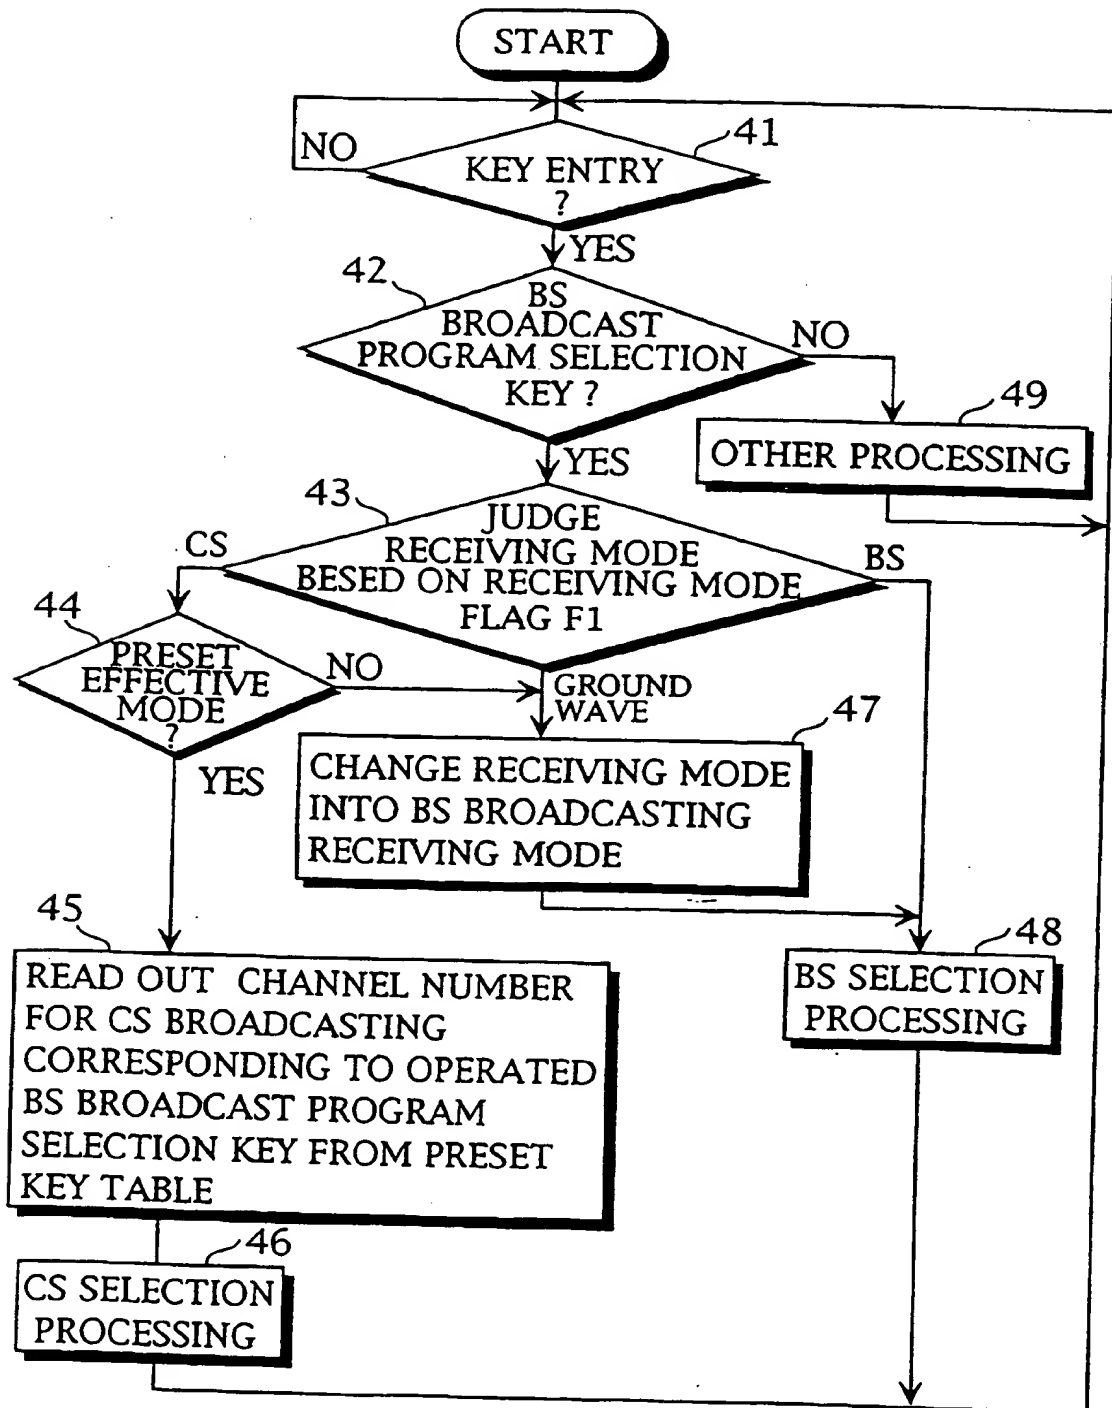 START
41
NO
KEY ENTRY
?
YES
42
BS
BROADCAST
PROGRAM SELECTION
KEY ?
NO
49
OTHER PROCESSING
YES
43
JUDGE
RECEIVING MODE
BESED ON RECEIVING MODE
FLAG F1
CS
BS
44
PRESET
EFFECTIVE
MODE
?
NO
GROUND
WAVE
47
YES
CHANGE RECEIVING MODE
INTO BS BROADCASTING
RECEIVING MODE
45
READ OUT CHANNEL NUMBER
FOR CS BROADCASTING
CORRESPONDING TO OPERATED
BS BROADCAST PROGRAM
SELECTION KEY FROM PRESET
KEY TABLE
48
BS SELECTION
PROCESSING
46
CS SELECTION
PROCESSING